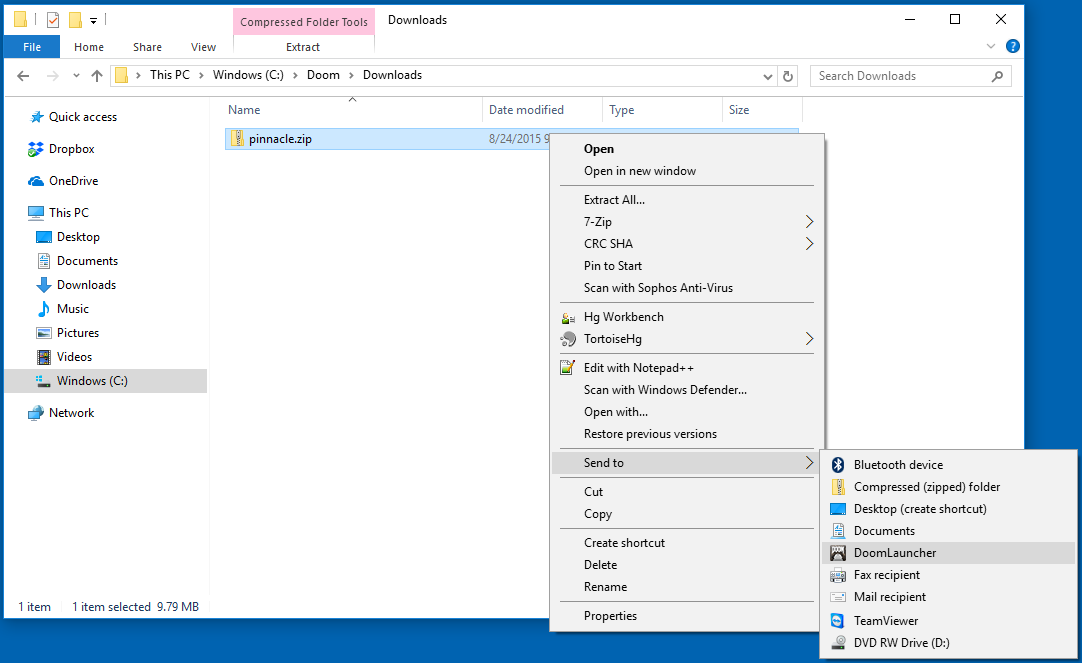 Compressed Folder Tools
Downloads
File
Home
Share
View
Extract
This PC
Windows (C:)
Doom
Downloads
Search Downloads
Quick access
Dropbox
OneDrive
This PC
Desktop
Documents
Downloads
Music
Pictures
Videos
Windows (C:)
Network
Name
Date modified
Type
Size
pinnacle.zip
8/24/2015 9
Open
Open in new window
Extract All...
7-Zip
CRC SHA
Pin to Start
Scan with Sophos Anti-Virus
Hg Workbench
TortoiseHg
Edit with Notepad++
Scan with Windows Defender...
Open with...
Restore previous versions
Send to
Cut
Copy
Create shortcut
Delete
Rename
Properties
Bluetooth device
Compressed (zipped) folder
Desktop (create shortcut)
Documents
DoomLauncher
Fax recipient
Mail recipient
TeamViewer
DVD RW Drive (D:)
1 item
1 item selected 9.79 MB